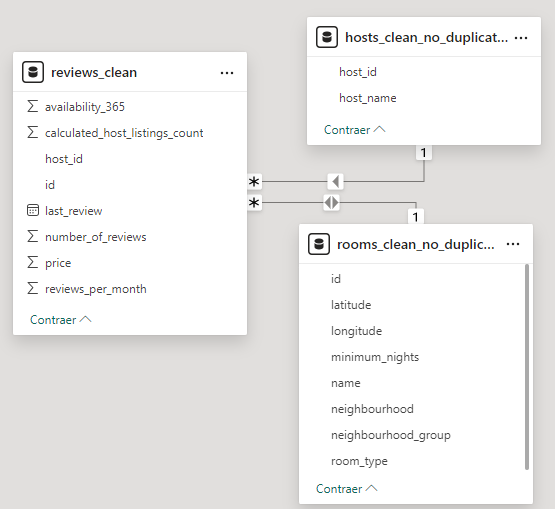 reviews_clean ...
availability_365
calculated_host_listings_count
host_id
id
last_review
number_of_reviews
price
reviews_per_month
Contraer
hosts_clean_no_duplicat... ...
host_id
host_name
Contraer
1
*
*
1
rooms_clean_no_duplic... ...
id
latitude
longitude
minimum_nights
name
neighbourhood
neighbourhood_group
room_type
Contraer